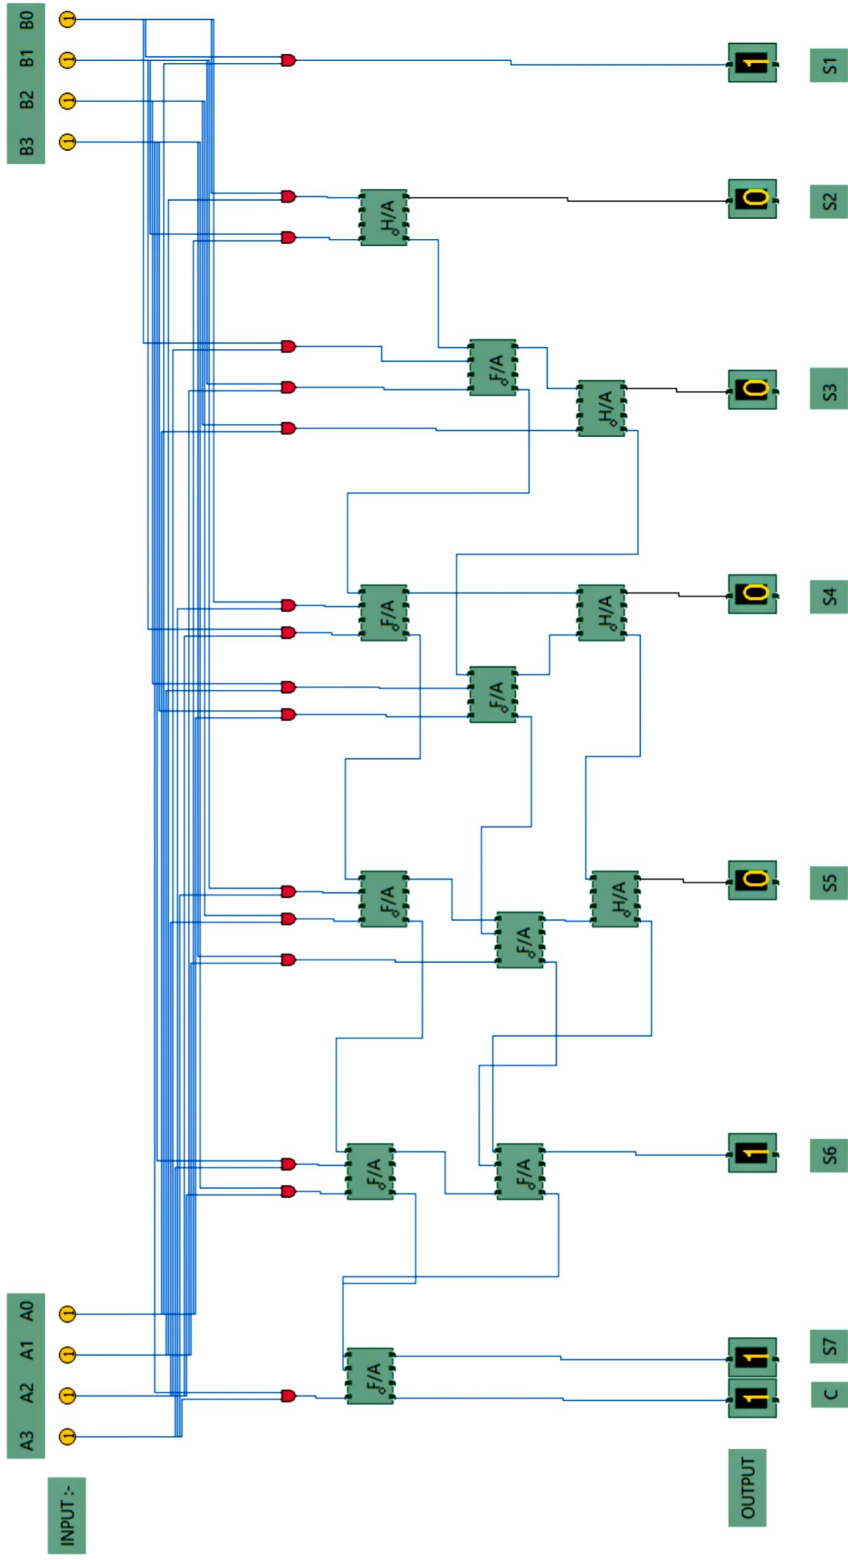 A3 A2 A1 A0 B3 B2 B1 B0
INPUT :- 1 1 1 1 1 1 1 1
F/A F/A F/A F/A H/A
F/A F/A F/A F/A
H/A H/A H/A
OUTPUT 1 1 1 0 0 0 0 1
C S7 S6 S5 S4 S3 S2 S1